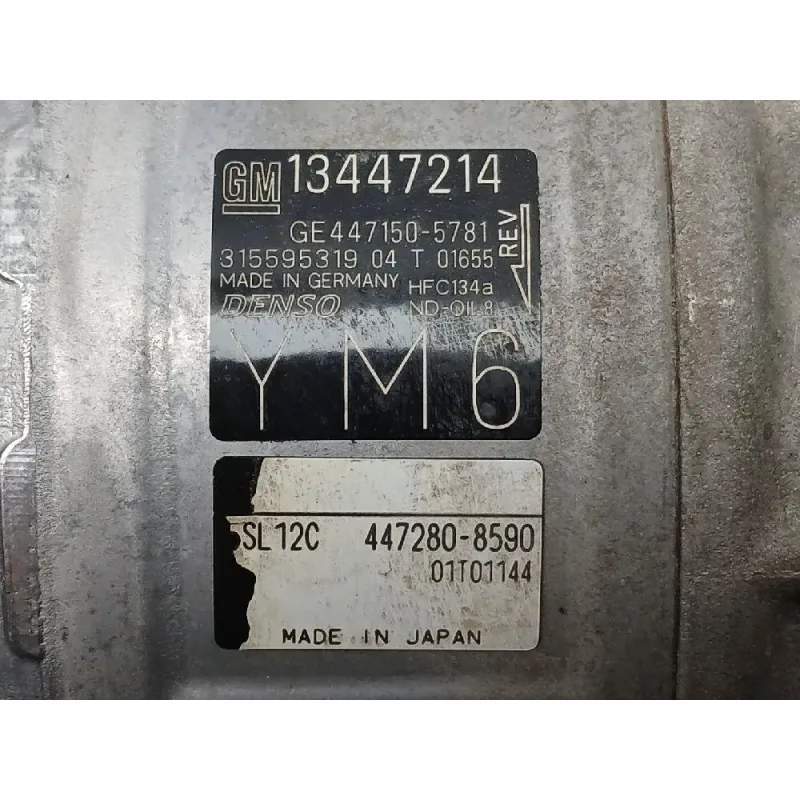 GM 13447214
GE447150-5781
315595319 04 T 01655
MADE IN GERMANY HFC134a
DENSO ND-OIL8
REV
YM6
5SL12C 447280-8590
01T01144
MADE IN JAPAN